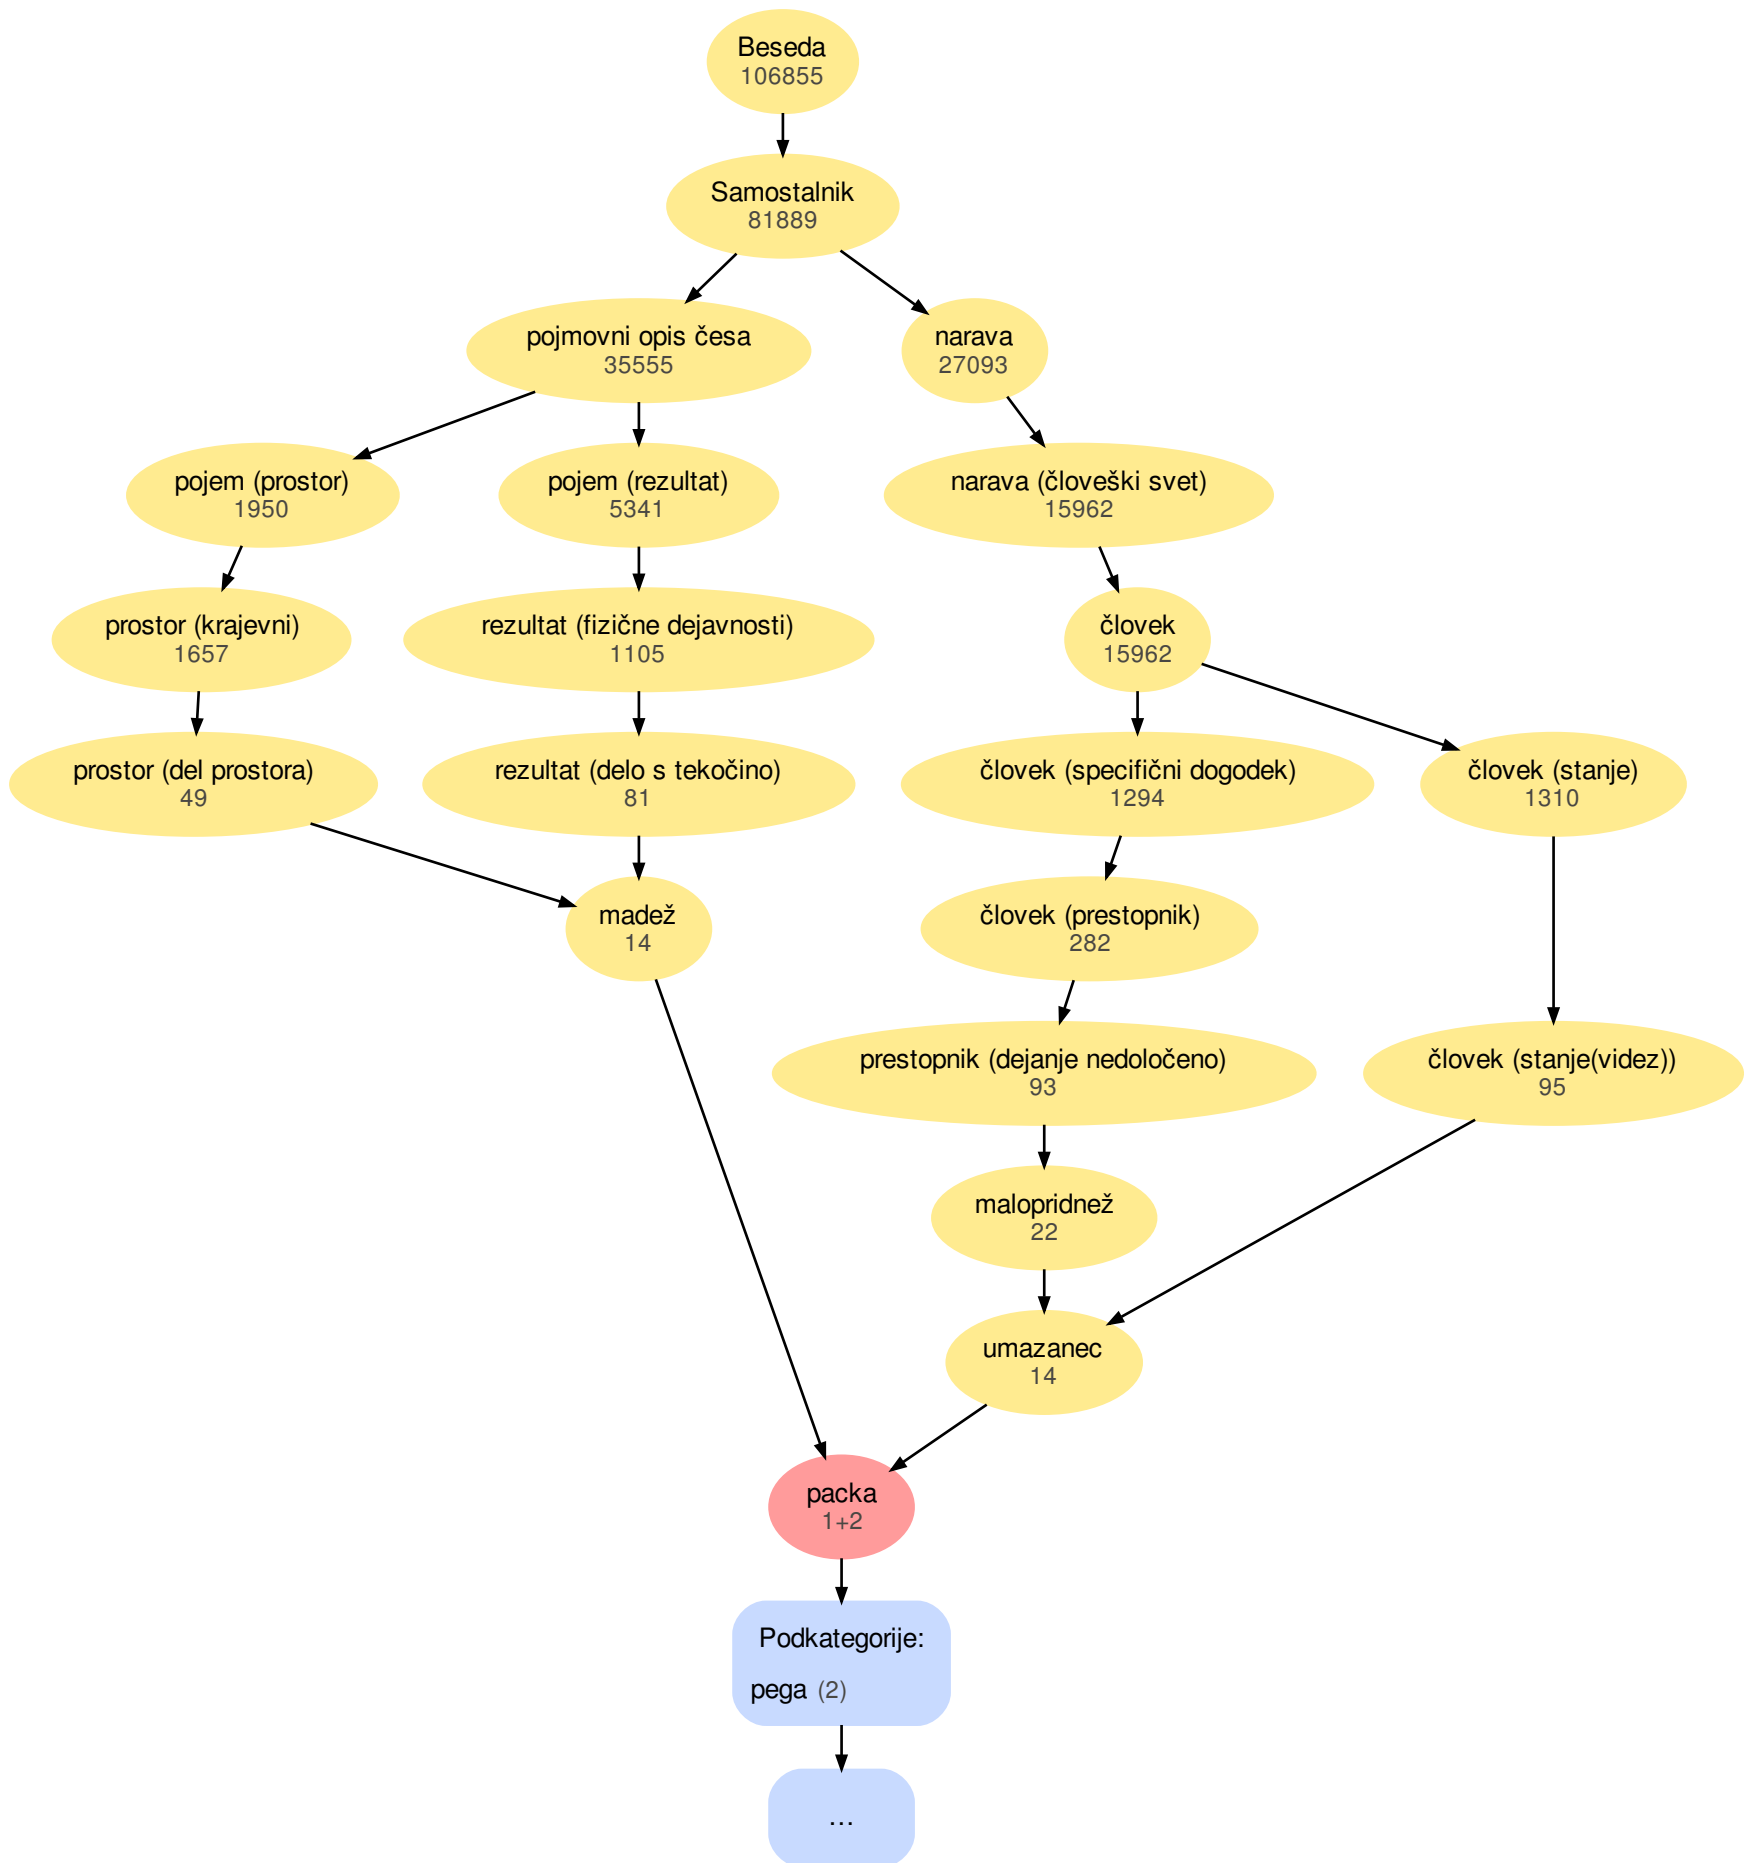 Beseda
106855
Samostalnik
81889
pojmovni opis česa
35555
narava
27093
pojem (prostor)
1950
pojem (rezultat)
5341
narava (človeški svet)
15962
prostor (krajevni)
1657
rezultat (fizične dejavnosti)
1105
človek
15962
prostor (del prostora)
49
rezultat (delo s tekočino)
81
človek (specifični dogodek)
1294
človek (stanje)
1310
madež
14
človek (prestopnik)
282
prestopnik (dejanje nedoločeno)
93
človek (stanje(videz))
95
malopridnež
22
umazanec
14
packa
1+2
Podkategorije:
pega (2)
...